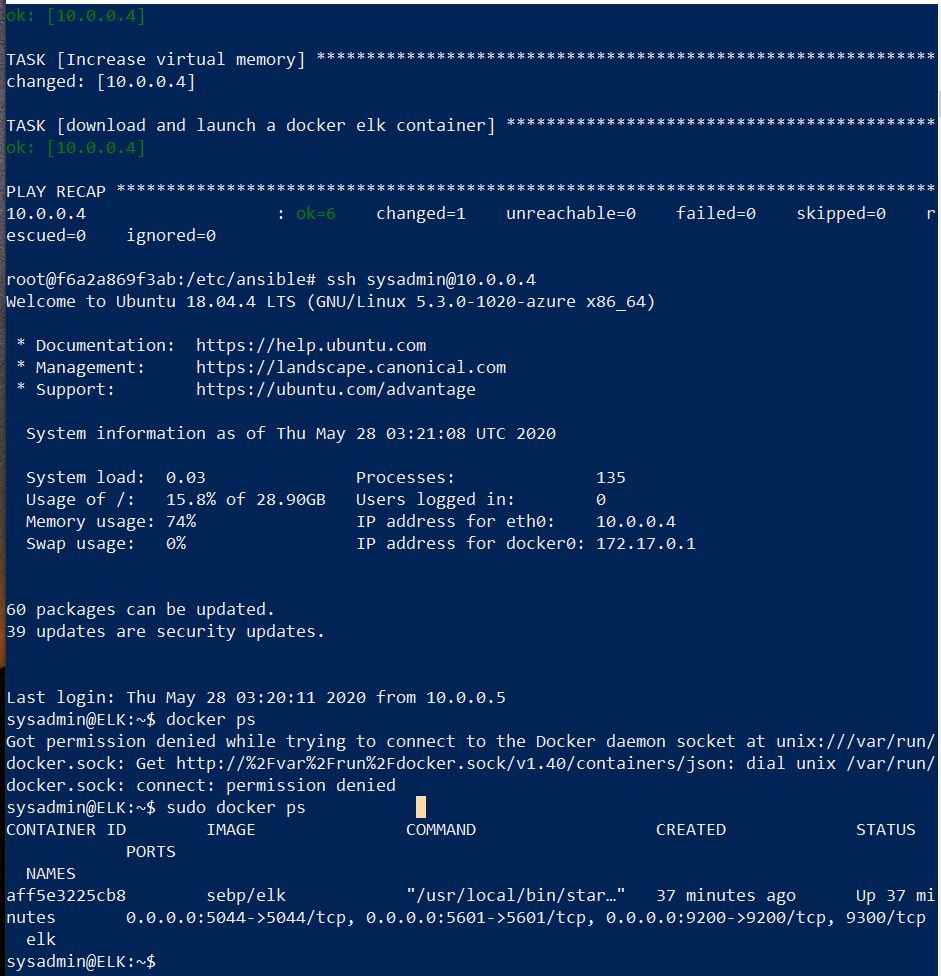 ok: [10.0.0.4]
TASK [Increase virtual memory] **************************************************************
changed: [10.0.0.4]
TASK [download and launch a docker elk container] *******************************************
ok: [10.0.0.4]
PLAY RECAP **********************************************************************************
10.0.0.4                   : ok=6    changed=1    unreachable=0    failed=0    skipped=0    r
escued=0    ignored=0
root@f6a2a869f3ab:/etc/ansible# ssh sysadmin@10.0.0.4
Welcome to Ubuntu 18.04.4 LTS (GNU/Linux 5.3.0-1020-azure x86_64)
 * Documentation:  https://help.ubuntu.com
 * Management:     https://landscape.canonical.com
 * Support:        https://ubuntu.com/advantage
  System information as of Thu May 28 03:21:08 UTC 2020
  System load:  0.03               Processes:              135
  Usage of /:   15.8% of 28.90GB   Users logged in:        0
  Memory usage: 74%                IP address for eth0:    10.0.0.4
  Swap usage:   0%                 IP address for docker0: 172.17.0.1
60 packages can be updated.
39 updates are security updates.
Last login: Thu May 28 03:20:11 2020 from 10.0.0.5
sysadmin@ELK:~$ docker ps
Got permission denied while trying to connect to the Docker daemon socket at unix:///var/run/
docker.sock: Get http://%2Fvar%2Frun%2Fdocker.sock/v1.40/containers/json: dial unix /var/run/
docker.sock: connect: permission denied
sysadmin@ELK:~$ sudo docker ps
CONTAINER ID        IMAGE               COMMAND                  CREATED             STATUS
            PORTS
  NAMES
aff5e3225cb8        sebp/elk            "/usr/local/bin/star…"   37 minutes ago      Up 37 mi
nutes       0.0.0.0:5044->5044/tcp, 0.0.0.0:5601->5601/tcp, 0.0.0.0:9200->9200/tcp, 9300/tcp
  elk
sysadmin@ELK:~$